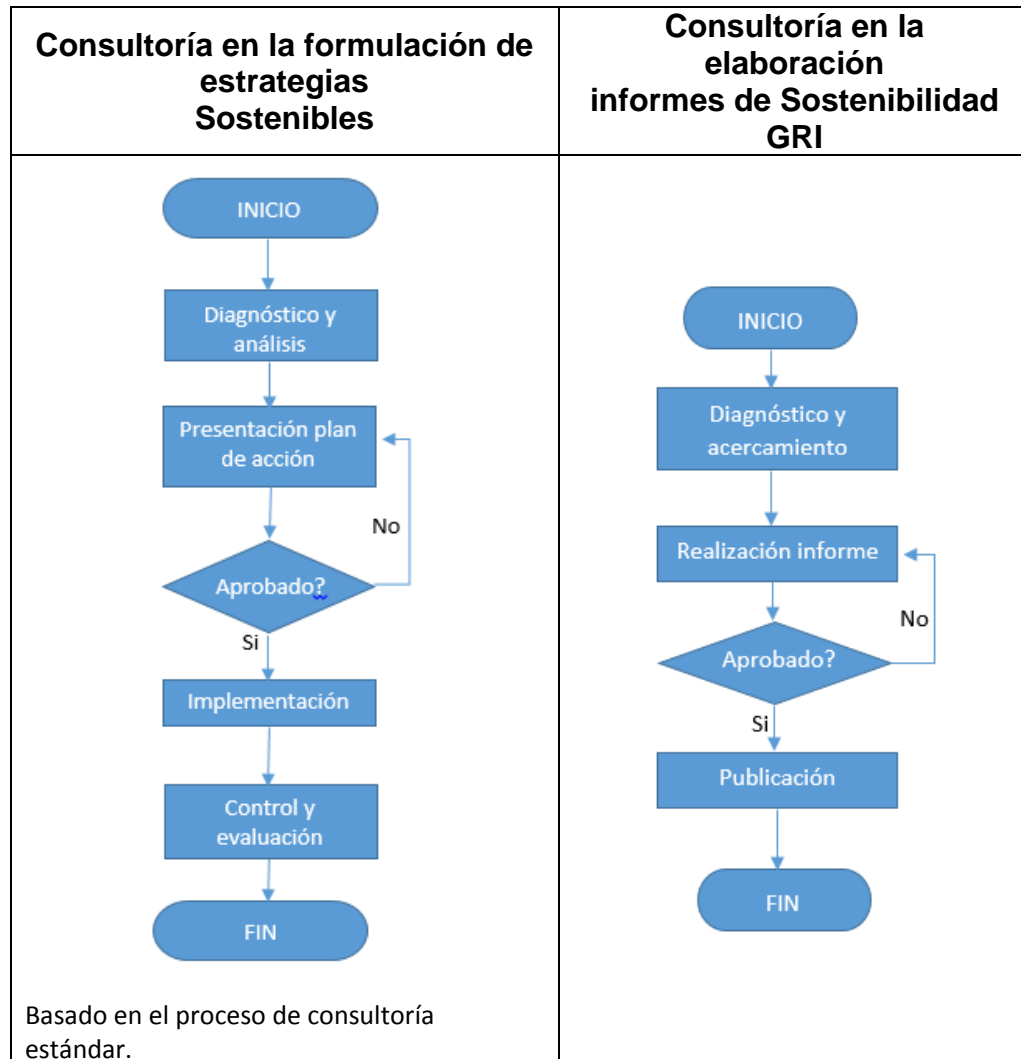 Consultoría en la formulación de
estrategias
Sostenibles
INICIO
Diagnóstico y
análisis
Presentación plan
de acción
No
Aprobado?
Si
Implementación
Control y
evaluación
FIN
Basado en el proceso de consultoría
estándar.
Consultoría en la
elaboración
informes de Sostenibilidad
GRI
INICIO
Diagnóstico y
acercamiento
Realización informe
No
Aprobado?
Si
Publicación
FIN